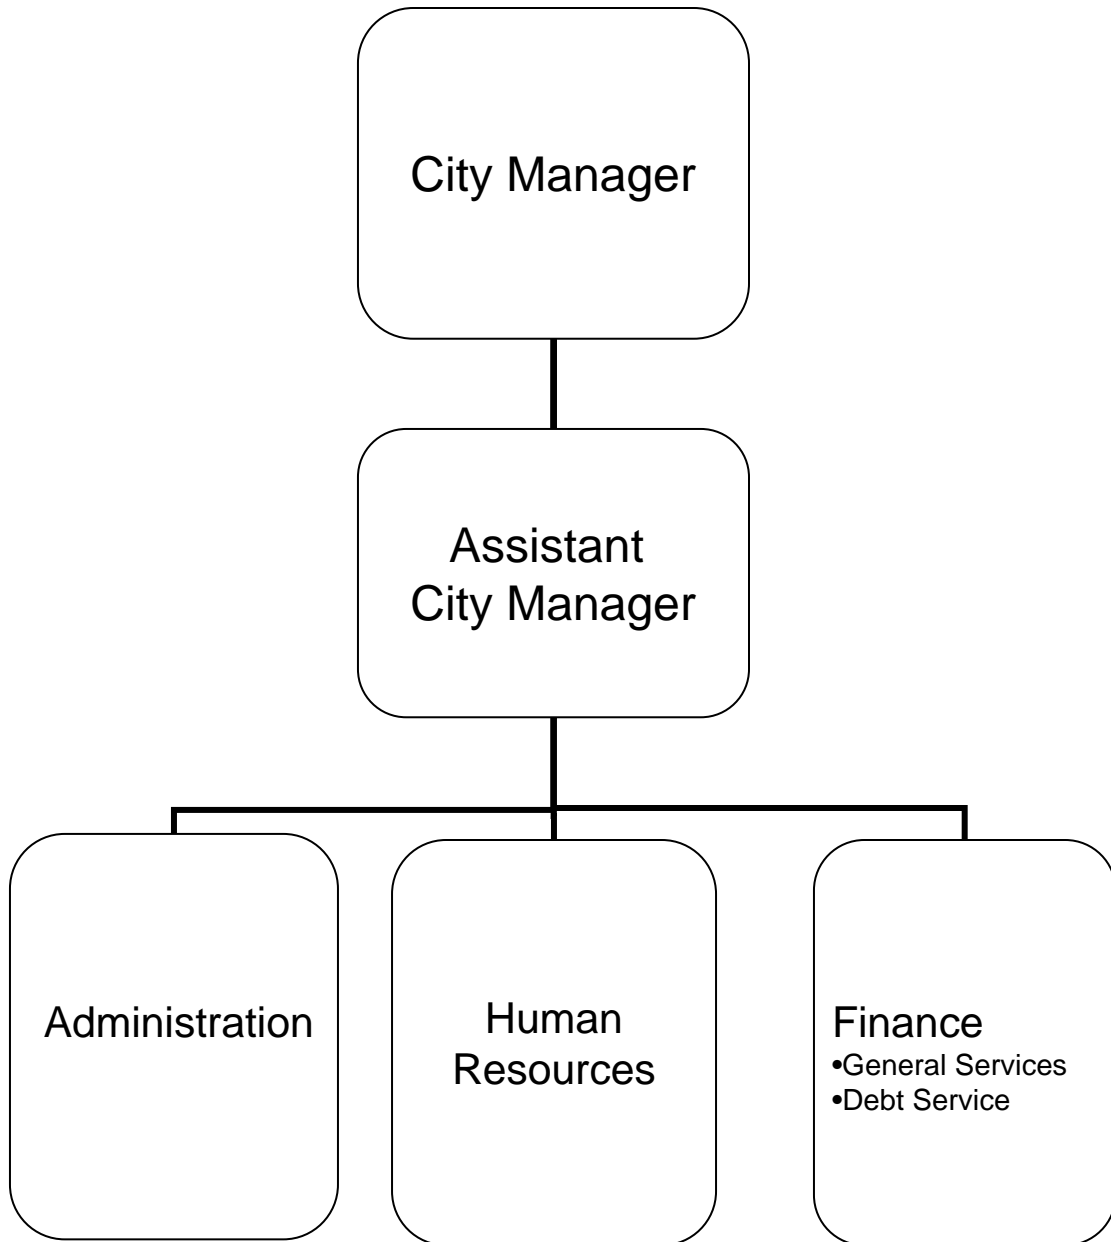 City Manager
Assistant
City Manager
Administration
Human
Resources
Finance
•General Services
•Debt Service